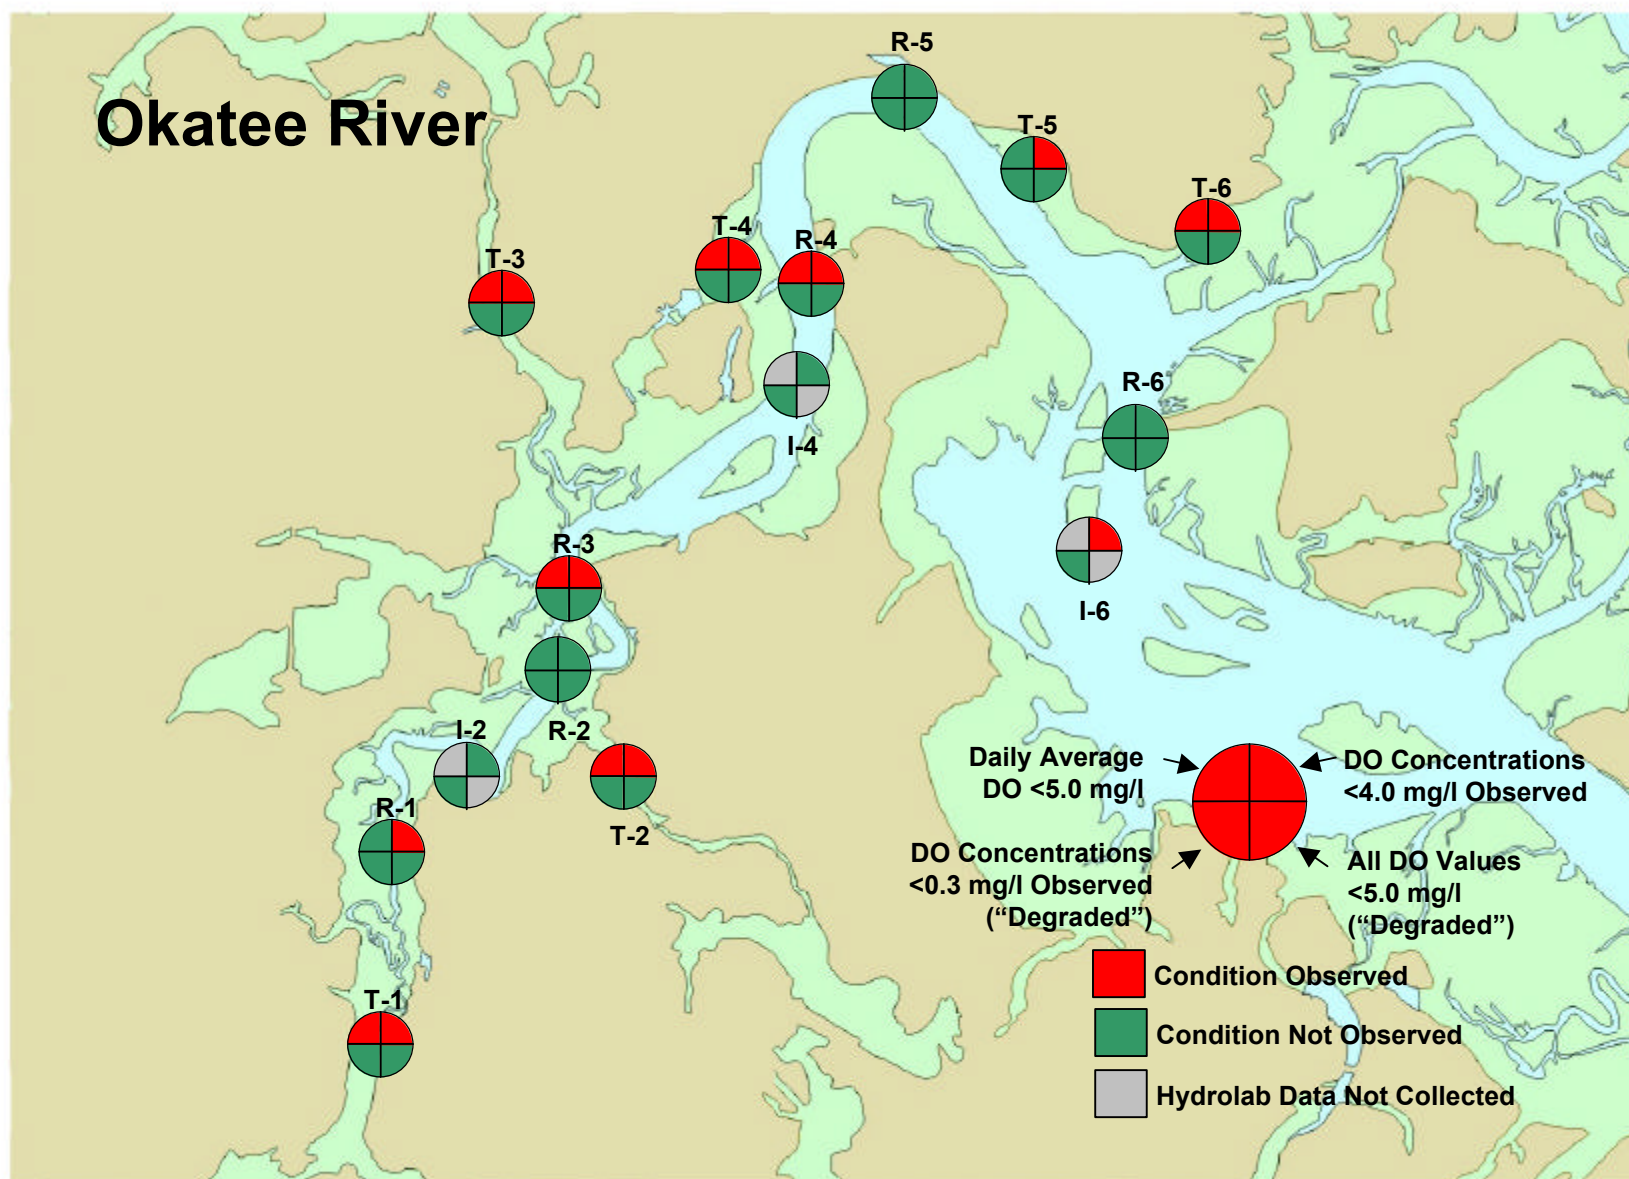 Okatee River
R-5
T-5
T-6
T-4
R-4
T-3
R-6
I-4
R-3
I-6
I-2
R-2
R-1
T-2
T-1
Daily Average
DO <5.0 mg/l
DO Concentrations
<4.0 mg/l Observed
DO Concentrations
<0.3 mg/l Observed
(“Degraded”)
All DO Values
<5.0 mg/l
(“Degraded”)
Condition Observed
Condition Not Observed
Hydrolab Data Not Collected